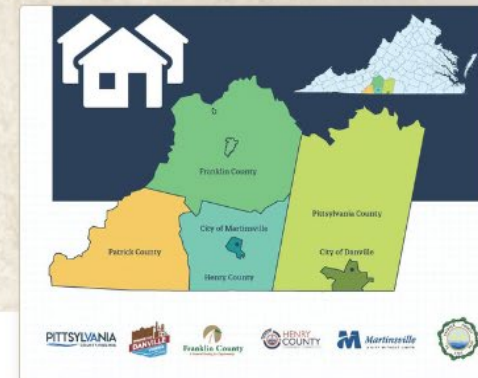 Franklin County
Pittsylvania County
City of Martinsville
Patrick County
City of Danville
Henry County
PITTSYLVANIA
DANVILLE
Franklin County
HENRY
COUNTY
Martinsville